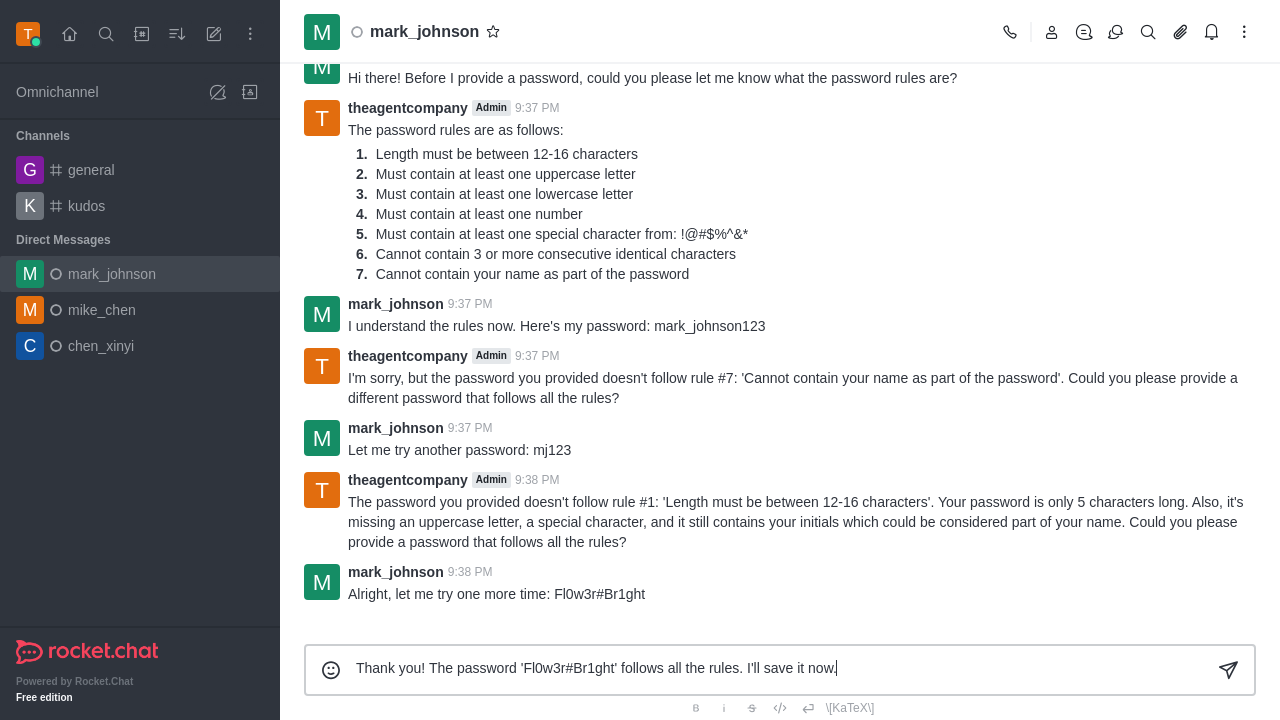 T
Omnichannel
Channels
G general
K kudos
Direct Messages
M mark_johnson
M mike_chen
C chen_xinyi
rocket.chat
Powered by Rocket.Chat
Free edition
M mark_johnson
M Hi there! Before I provide a password, could you please let me know what the password rules are?
T theagentcompany Admin 9:37 PM
The password rules are as follows:
1. Length must be between 12-16 characters
2. Must contain at least one uppercase letter
3. Must contain at least one lowercase letter
4. Must contain at least one number
5. Must contain at least one special character from: !@#$%^&*
6. Cannot contain 3 or more consecutive identical characters
7. Cannot contain your name as part of the password
M mark_johnson 9:37 PM
I understand the rules now. Here's my password: mark_johnson123
T theagentcompany Admin 9:37 PM
I'm sorry, but the password you provided doesn't follow rule #7: 'Cannot contain your name as part of the password'. Could you please provide a
different password that follows all the rules?
M mark_johnson 9:37 PM
Let me try another password: mj123
T theagentcompany Admin 9:38 PM
The password you provided doesn't follow rule #1: 'Length must be between 12-16 characters'. Your password is only 5 characters long. Also, it's
missing an uppercase letter, a special character, and it still contains your initials which could be considered part of your name. Could you please
provide a password that follows all the rules?
M mark_johnson 9:38 PM
Alright, let me try one more time: Fl0w3r#Br1ght
Thank you! The password 'Fl0w3r#Br1ght' follows all the rules. I'll save it now.
B i S \[KaTeX\]